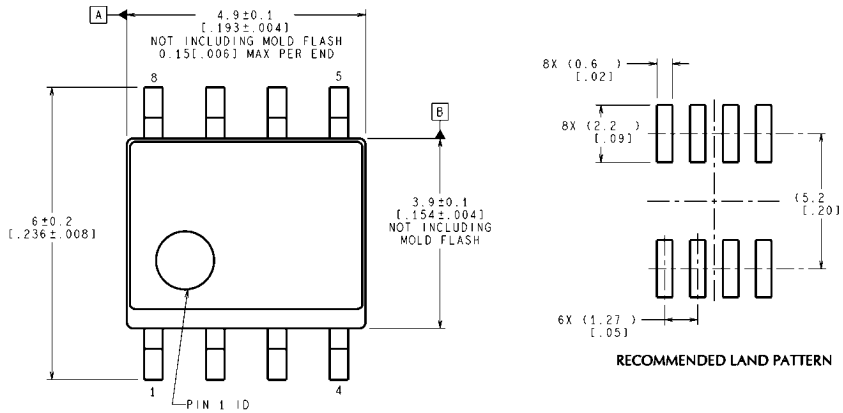 A
4.9±0.1
[.193±.004]
NOT INCLUDING MOLD FLASH
0.15[.006] MAX PER END
8
5
B
6±0.2
[.236±.008]
3.9±0.1
[.154±.004]
NOT INCLUDING
MOLD FLASH
1
4
PIN 1 ID
8X (0.6 )
[.02]
8X (2.2 )
[.09]
(5.2
[.20]
6X (1.27 )
[.05]
RECOMMENDED LAND PATTERN